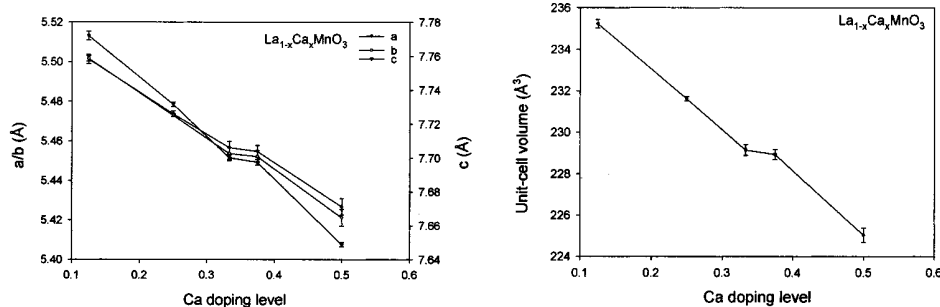 La1-xCaxMnO3
a
b
c
5.52
5.50
5.48
5.46
5.44
5.42
5.40
a/b (Å)
7.78
7.76
7.74
7.72
7.70
7.68
7.66
7.64
c (Å)
0.1 0.2 0.3 0.4 0.5 0.6
Ca doping level
La1-xCaxMnO3
236
234
232
230
228
226
224
Unit-cell volume (Å3)
0.1 0.2 0.3 0.4 0.5 0.6
Ca doping level